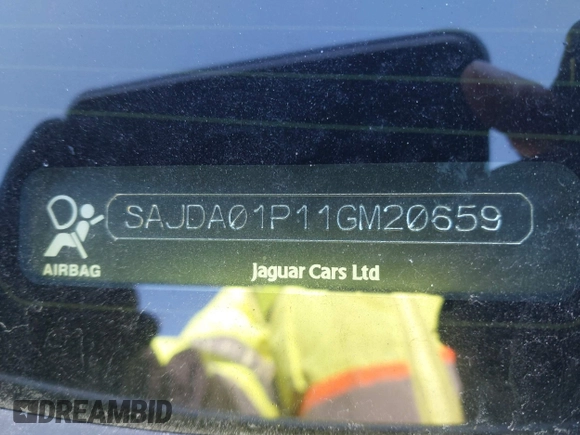 SAJDA01P11GM20659
AIRBAG
Jaguar Cars Ltd
DREAMBID